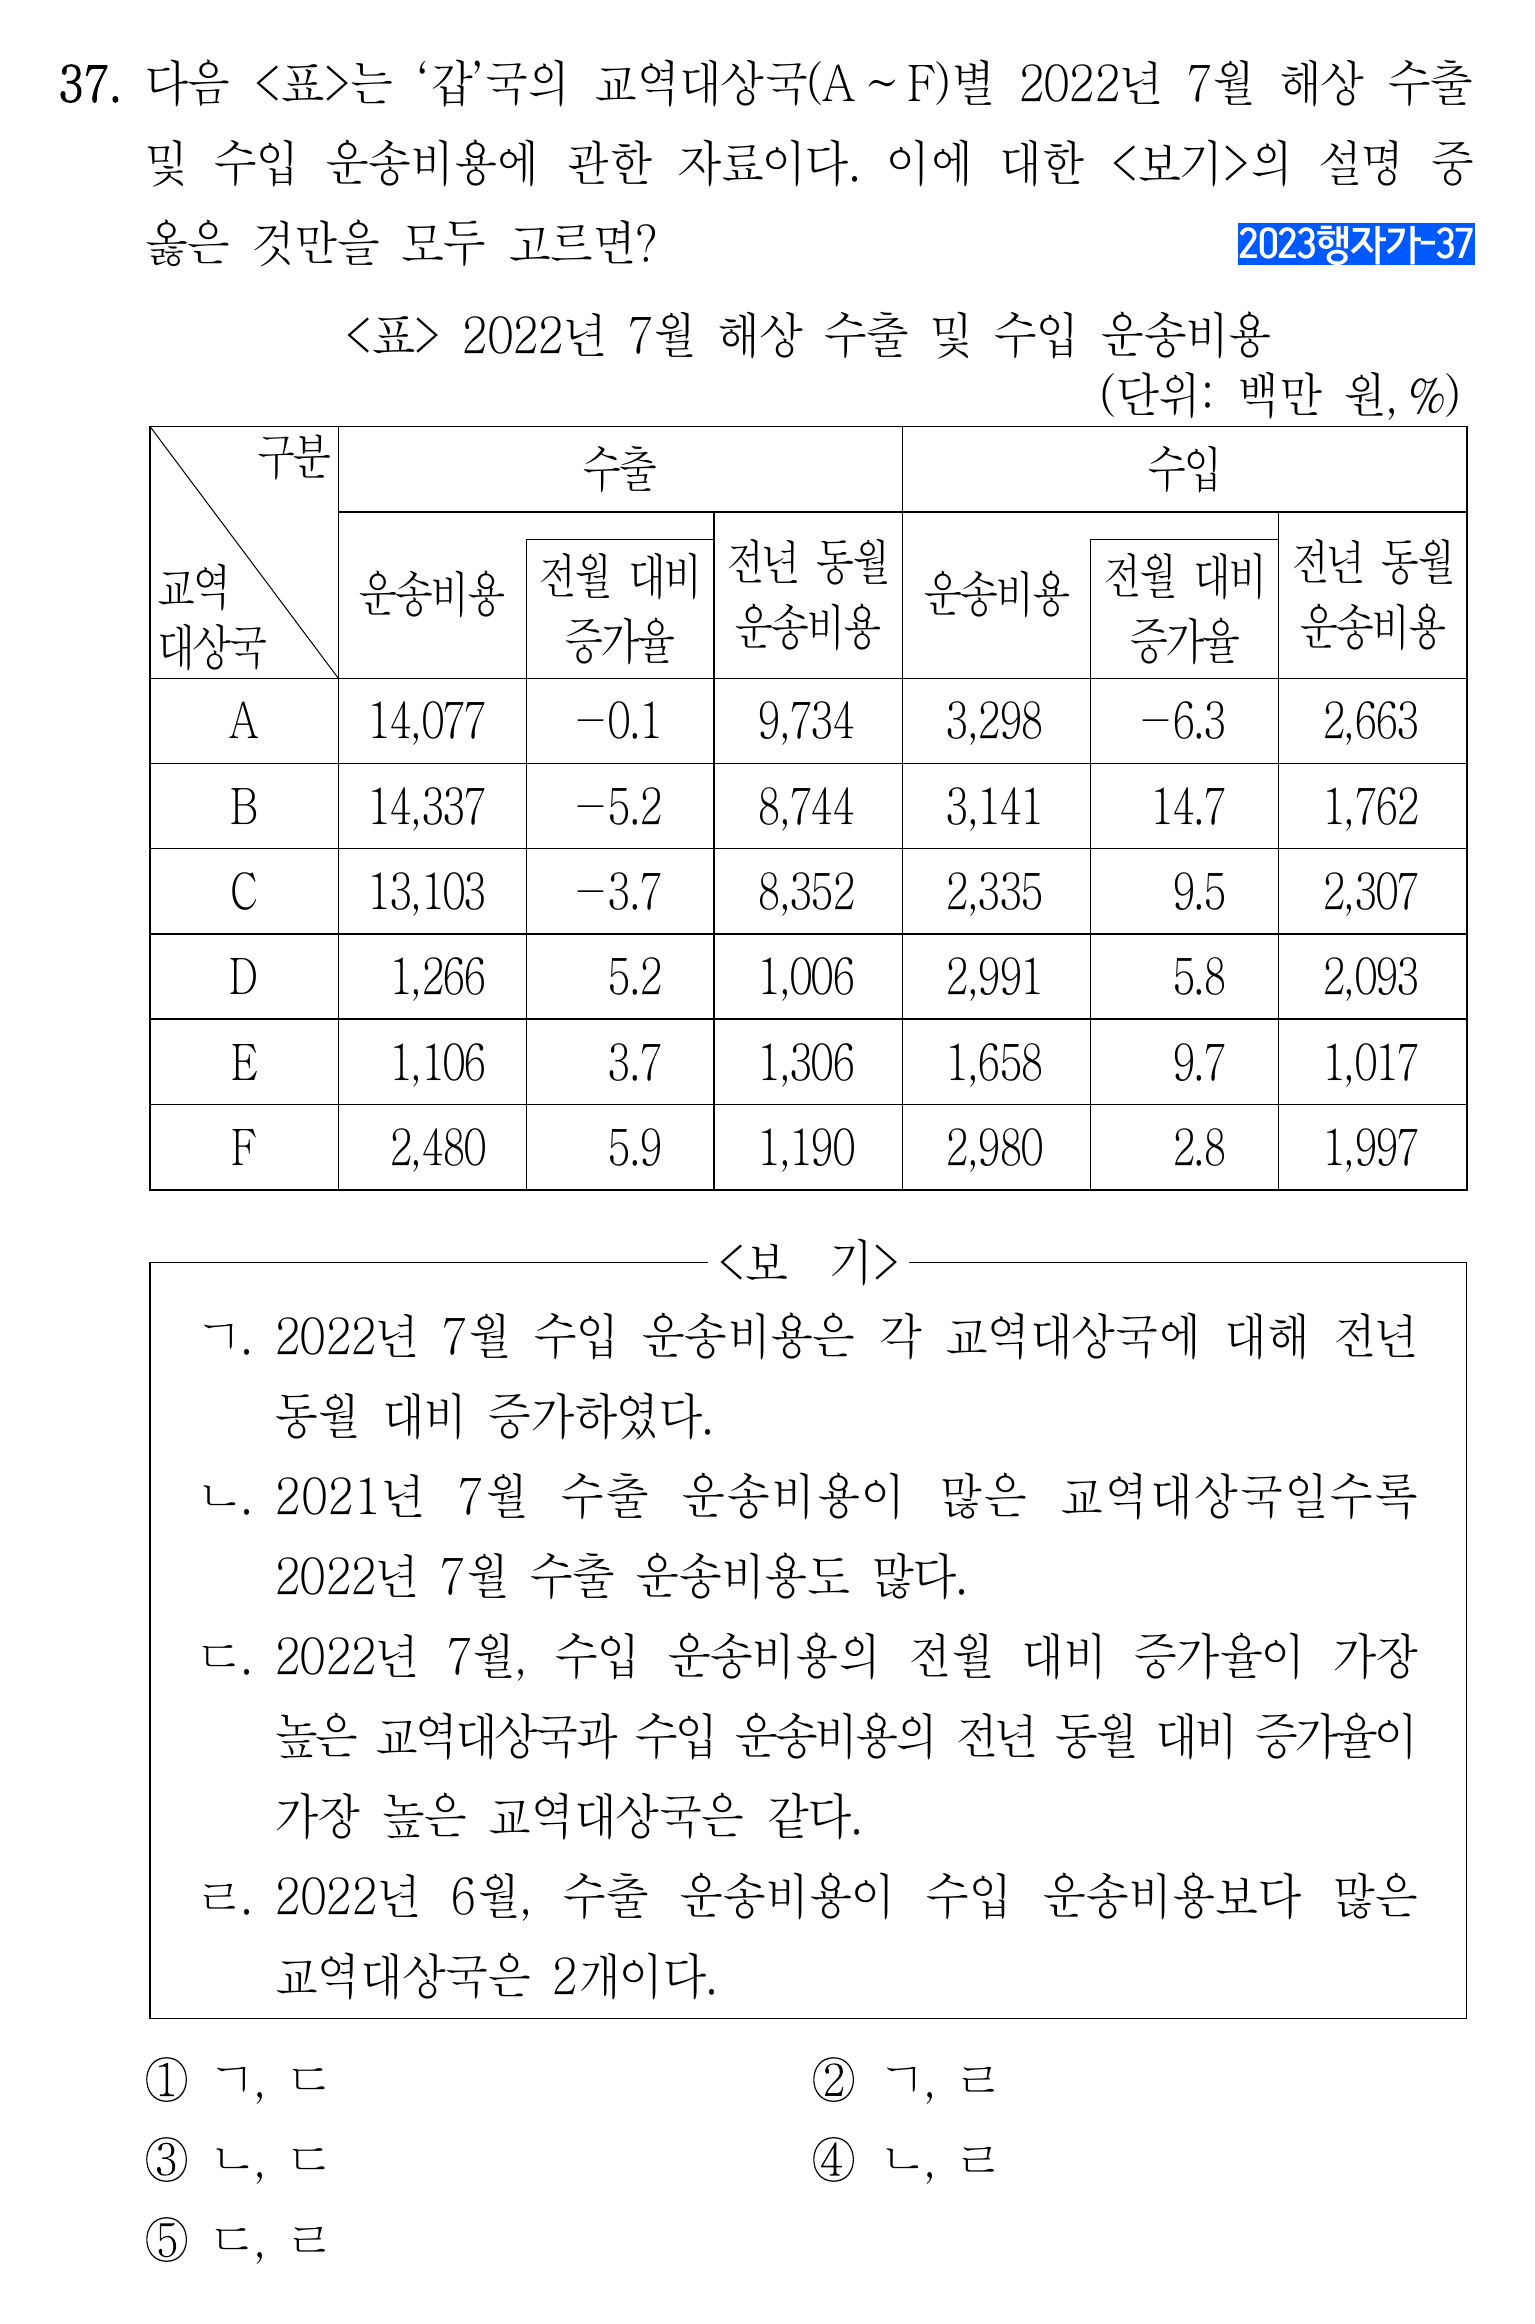 37. 다음 <표>는 ‘갑’국의 교역대상국(A ~ F)별 2022년 7월 해상 수출
및 수입 운송비용에 관한 자료이다. 이에 대한 <보기>의 설명 중
옳은 것만을 모두 고르면?
2023행자가-37
<표> 2022년 7월 해상 수출 및 수입 운송비용
(단위: 백만 원, %)
구분 수출 수입
교역 대상국 운송비용 전월 대비 증가율 전년 동월 운송비용 운송비용 전월 대비 증가율 전년 동월 운송비용
A 14,077 −0.1 9,734 3,298 −6.3 2,663
B 14,337 −5.2 8,744 3,141 14.7 1,762
C 13,103 −3.7 8,352 2,335 9.5 2,307
D 1,266 5.2 1,006 2,991 5.8 2,093
E 1,106 3.7 1,306 1,658 9.7 1,017
F 2,480 5.9 1,190 2,980 2.8 1,997
<보 기>
ㄱ. 2022년 7월 수입 운송비용은 각 교역대상국에 대해 전년
동월 대비 증가하였다.
ㄴ. 2021년 7월 수출 운송비용이 많은 교역대상국일수록
2022년 7월 수출 운송비용도 많다.
ㄷ. 2022년 7월, 수입 운송비용의 전월 대비 증가율이 가장
높은 교역대상국과 수입 운송비용의 전년 동월 대비 증가율이
가장 높은 교역대상국은 같다.
ㄹ. 2022년 6월, 수출 운송비용이 수입 운송비용보다 많은
교역대상국은 2개이다.
① ㄱ, ㄷ ② ㄱ, ㄹ
③ ㄴ, ㄷ ④ ㄴ, ㄹ
⑤ ㄷ, ㄹ